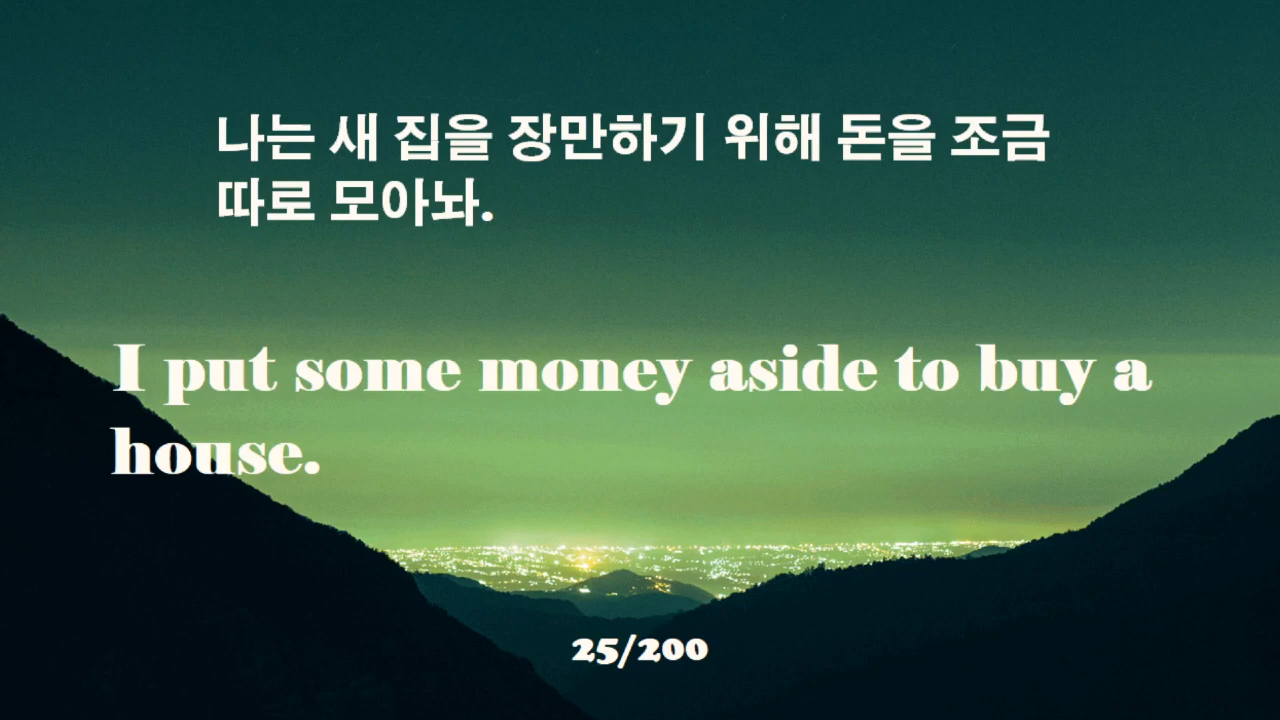 나는 새 집을 장만하기 위해 돈을 조금
따로 모아놔.
I put some money aside to buy a
house.
25/200